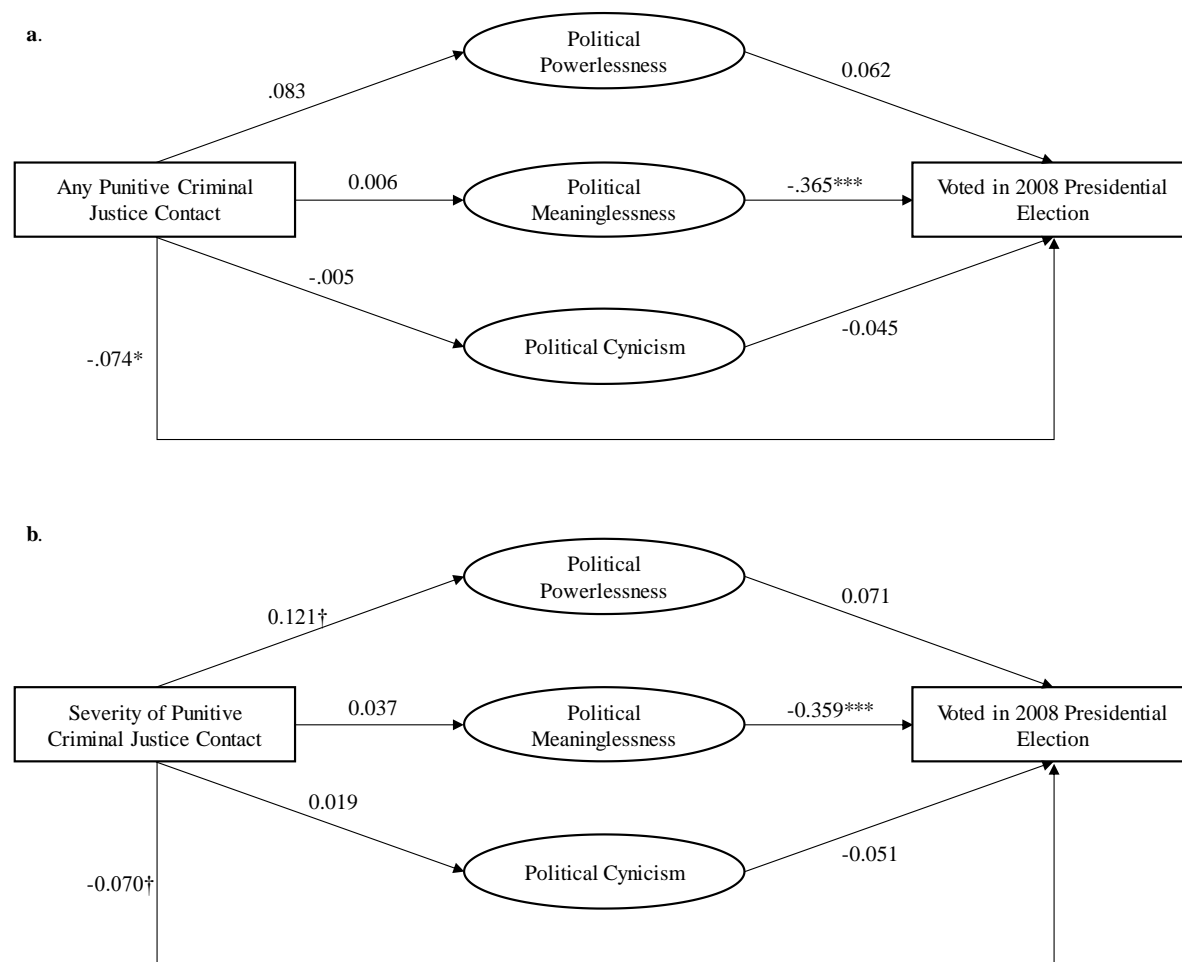 a.
Political
Powerlessness
.083
0.062
Any Punitive Criminal
Justice Contact
0.006
Political
Meaninglessness
-.365***
Voted in 2008 Presidential
Election
-.005
Political Cynicism
-0.045
-.074*
b.
Political
Powerlessness
0.121†
0.071
Severity of Punitive
Criminal Justice Contact
0.037
Political
Meaninglessness
-0.359***
Voted in 2008 Presidential
Election
0.019
Political Cynicism
-0.051
-0.070†